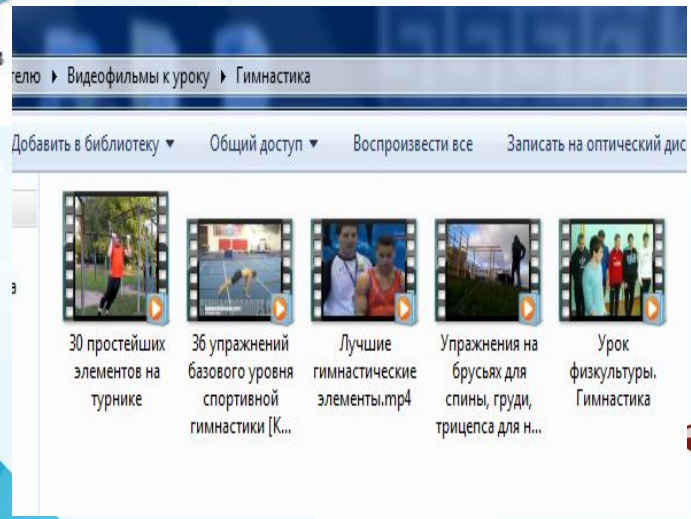 телю ▸ Видеофильмы к уроку ▸ Гимнастика
Добавить в библиотеку ▼ Общий доступ ▼ Воспроизвести все Записать на оптический дис
30 простейших
элементов на
турнике
36 упражнений
базового уровня
спортивной
гимнастики [К...
Лучшие
гимнастические
элементы.mp4
Упражнения на
брусьях для
спины, груди,
трицепса для н...
Урок
физкультуры.
Гимнастика